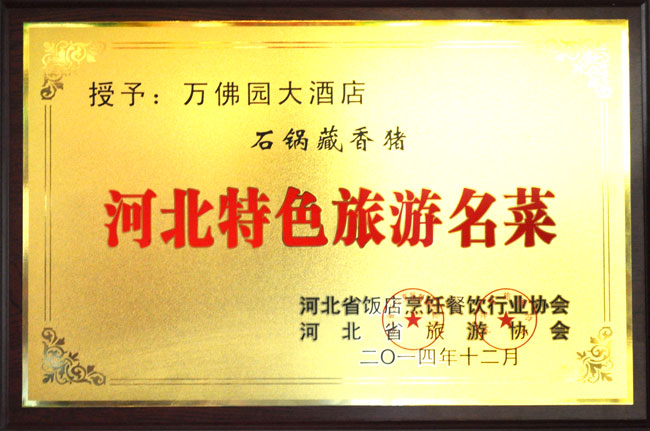 授予：万佛园大酒店
石锅藏香猪
河北特色旅游名菜
河北省饭店烹饪餐饮行业协会
河北省旅游协会
二〇一四年十二月